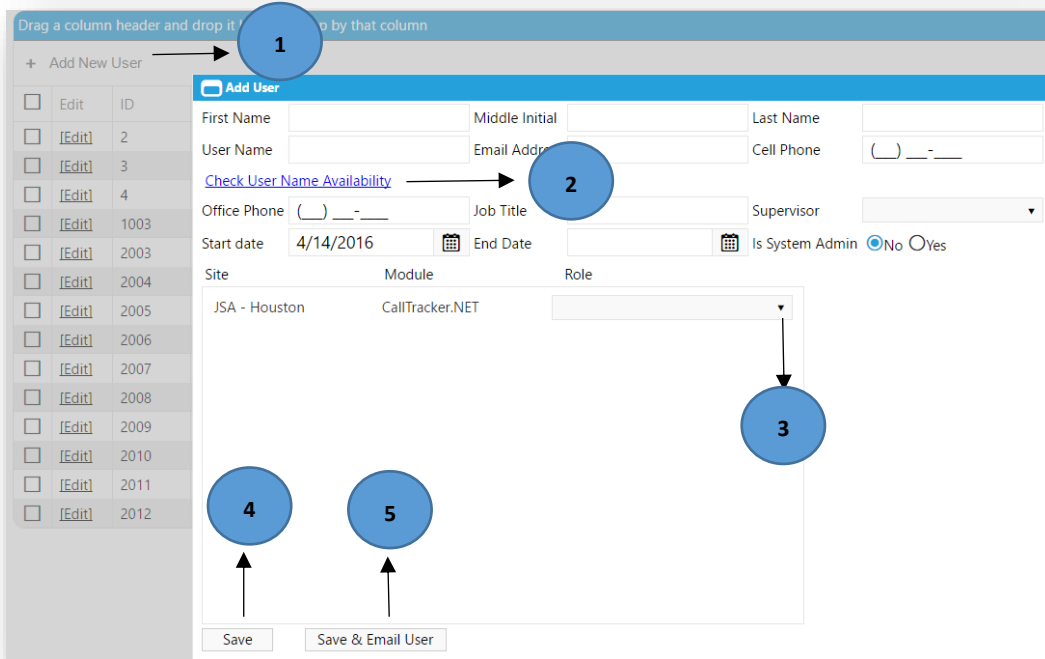 Drag a column header and drop it p by that column
1
+ Add New User
Add User
Edit ID
First Name Middle Initial Last Name
[Edit] 2
User Name Email Addre Cell Phone (__) __-___
[Edit] 3
Check User Name Availability 2
[Edit] 4
Office Phone (__) __-___ Job Title Supervisor
[Edit] 1003
Start date 4/14/2016 End Date Is System Admin No Yes
[Edit] 2003
Site Module Role
[Edit] 2004
JSA - Houston CallTracker.NET
[Edit] 2005
[Edit] 2006
[Edit] 2007
[Edit] 2008
[Edit] 2009
3
[Edit] 2010
[Edit] 2011
4 5
[Edit] 2012
Save Save & Email User